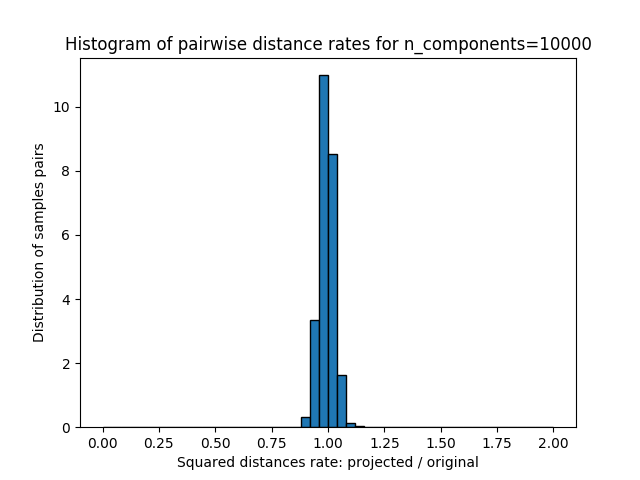 Histogram of pairwise distance rates for n_components=10000
Distribution of samples pairs
10
8
6
4
2
0
0.00 0.25 0.50 0.75 1.00 1.25 1.50 1.75 2.00
Squared distances rate: projected / original